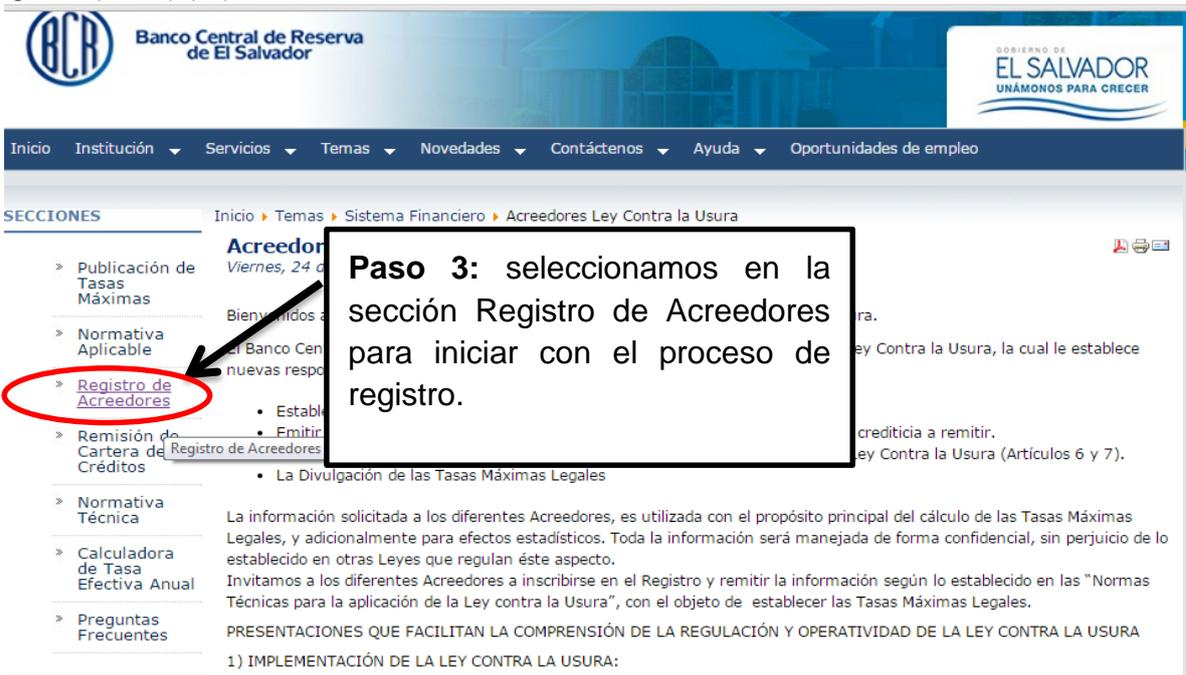 BCR
Banco Central de Reserva
de El Salvador
GOBIERNO DE
EL SALVADOR
UNÁMONOS PARA CRECER
Inicio Institución Servicios Temas Novedades Contáctenos Ayuda Oportunidades de empleo
SECCIONES
» Publicación de
Tasas
Máximas
» Normativa
Aplicable
» Registro de
Acreedores
» Remisión de
Cartera de
Créditos
Registro de Acreedores
» Normativa
Técnica
» Calculadora
de Tasa
Efectiva Anual
» Preguntas
Frecuentes
Inicio Temas Sistema Financiero Acreedores Ley Contra la Usura
Viernes, 24
Paso 3: seleccionamos en la
sección Registro de Acreedores
para iniciar con el proceso de
registro.
El Banco ey Contra la Usura, la cual le establece
nuevas
• Emitir crediticia a remitir.
ey Contra la Usura (Artículos 6 y 7).
• La Divulgación de las Tasas Máximas Legales
La información solicitada a los diferentes Acreedores, es utilizada con el propósito principal del cálculo de las Tasas Máximas
Legales, y adicionalmente para efectos estadísticos. Toda la información será manejada de forma confidencial, sin perjuicio de lo
establecido en otras Leyes que regulan éste aspecto.
Invitamos a los diferentes Acreedores a inscribirse en el Registro y remitir la información según lo establecido en las "Normas
Técnicas para la aplicación de la Ley contra la Usura", con el objeto de establecer las Tasas Máximas Legales.
PRESENTACIONES QUE FACILITAN LA COMPRENSIÓN DE LA REGULACIÓN Y OPERATIVIDAD DE LA LEY CONTRA LA USURA
1) IMPLEMENTACIÓN DE LA LEY CONTRA LA USURA: